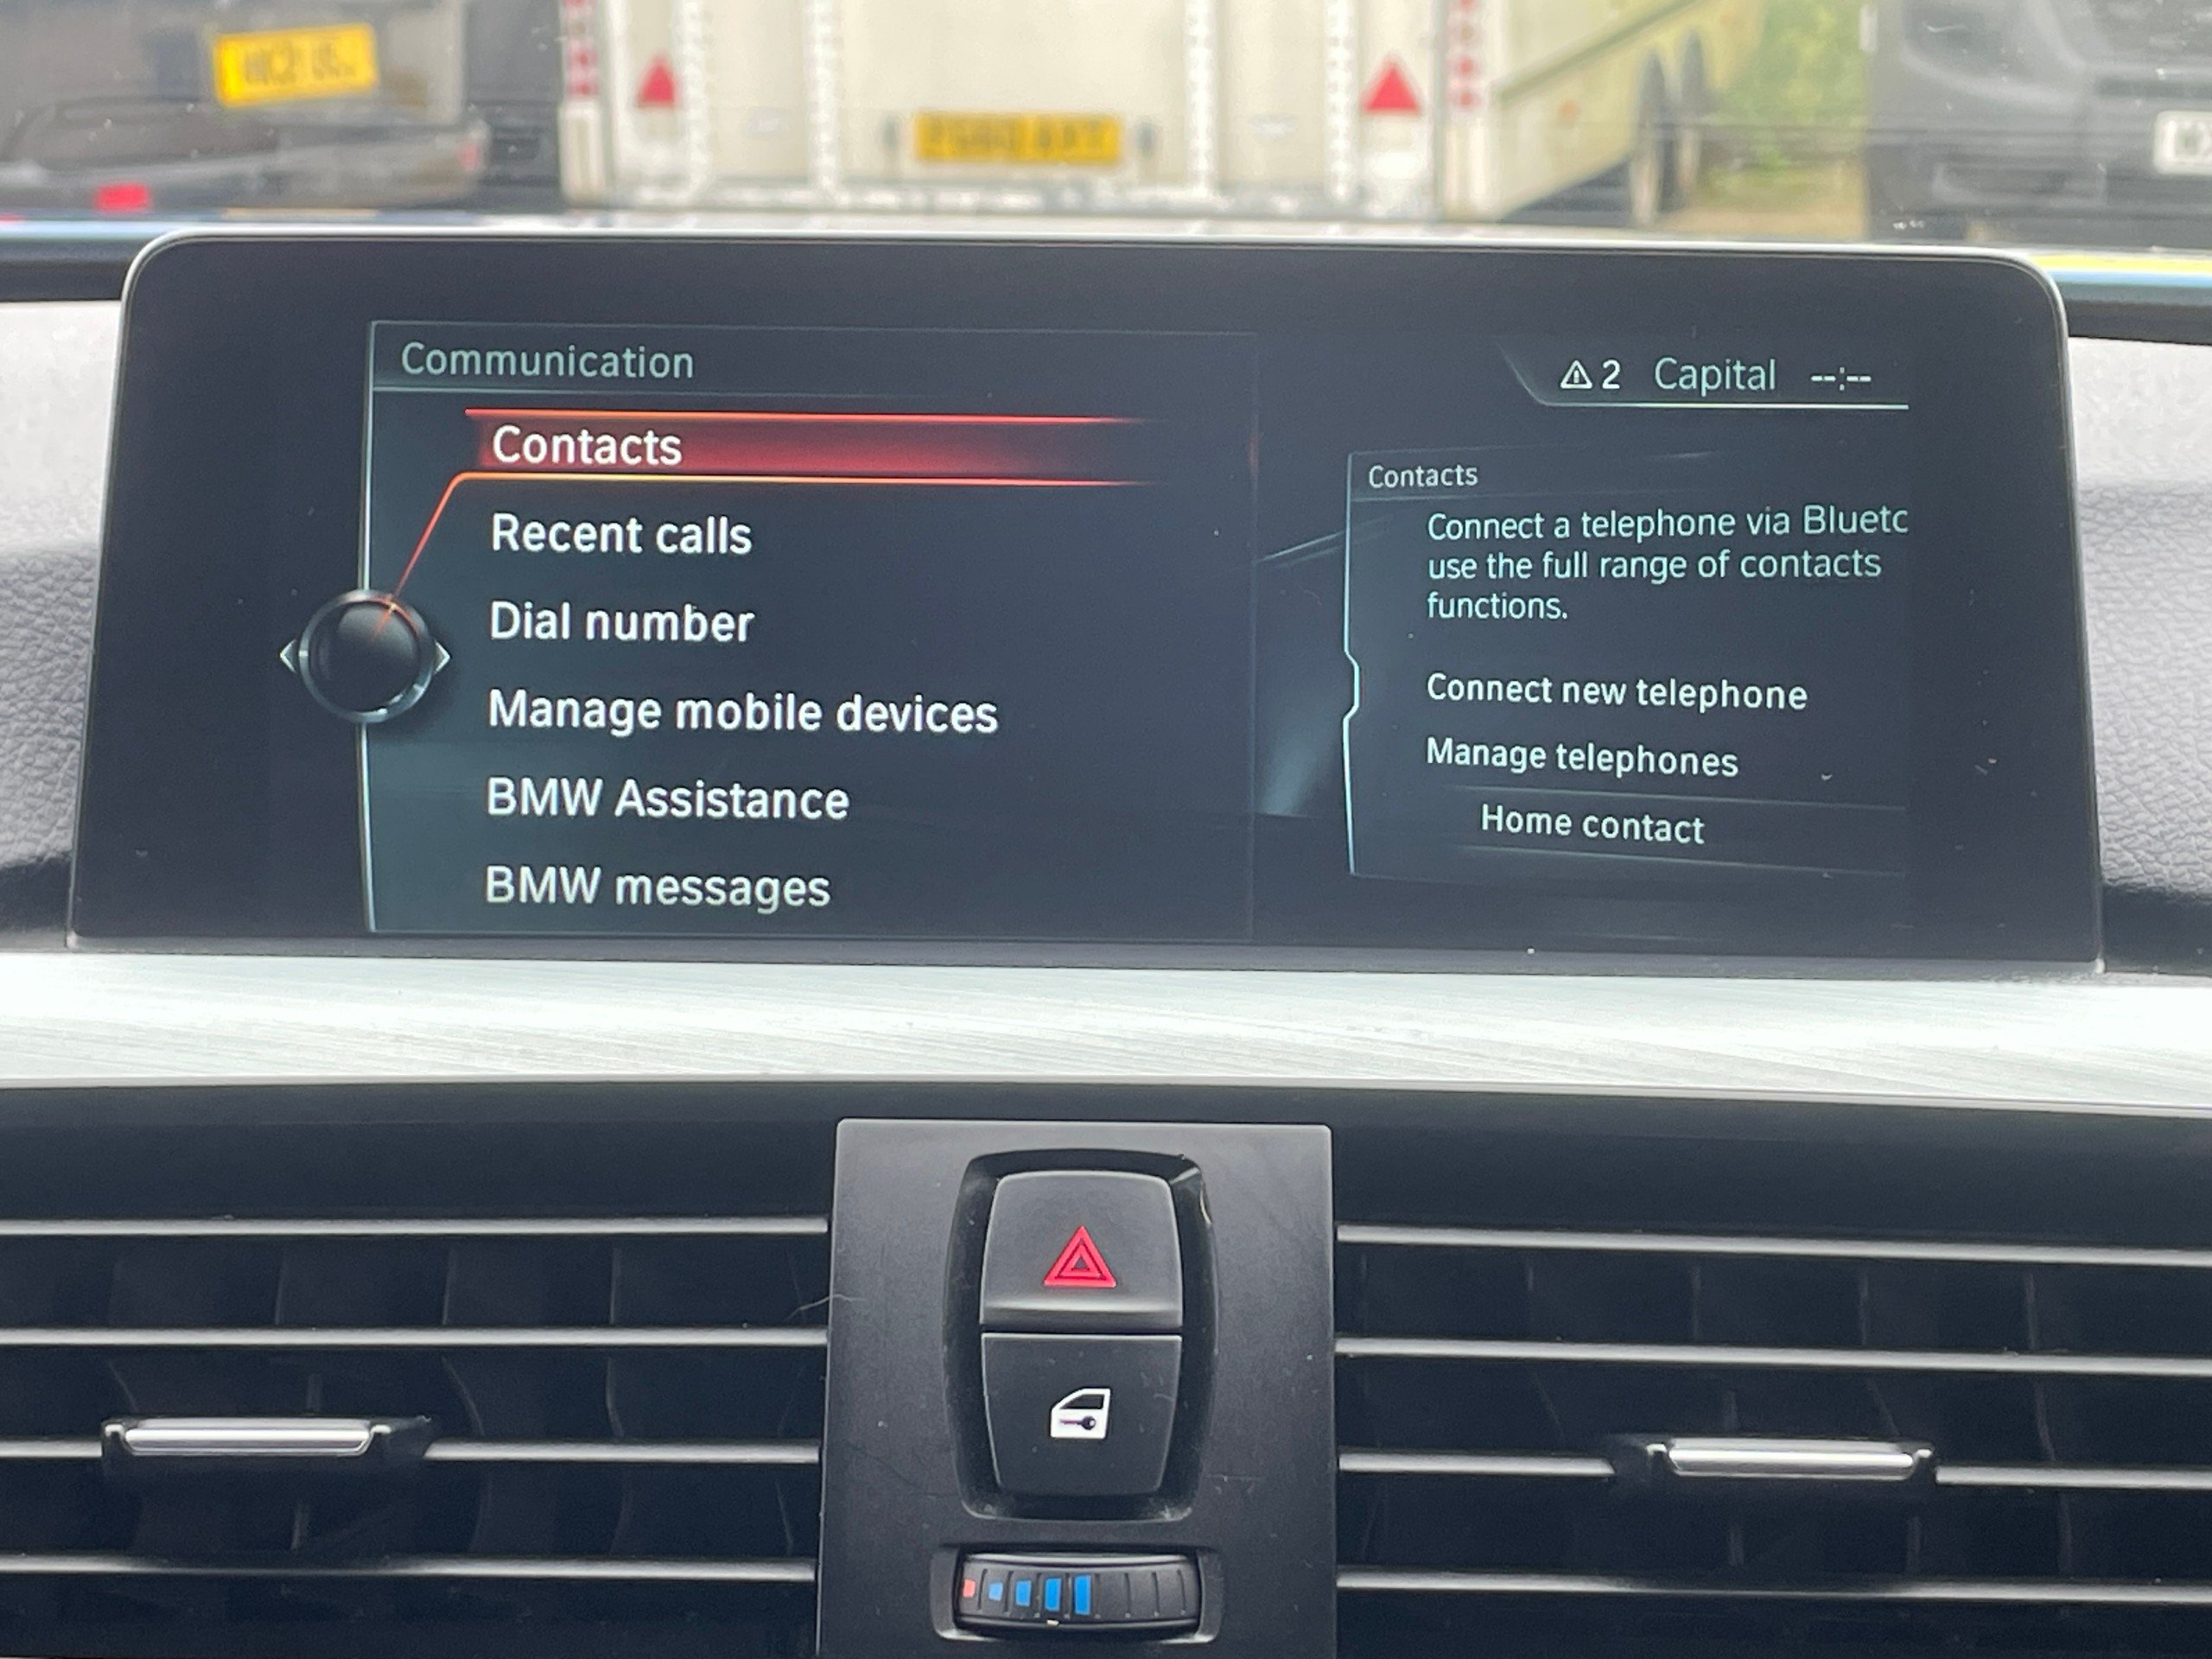 Communication
2 Capital --:--
Contacts
Recent calls
Dial number
Manage mobile devices
BMW Assistance
BMW messages
Contacts
Connect a telephone via Bluetc
use the full range of contacts
functions.
Connect new telephone
Manage telephones
Home contact